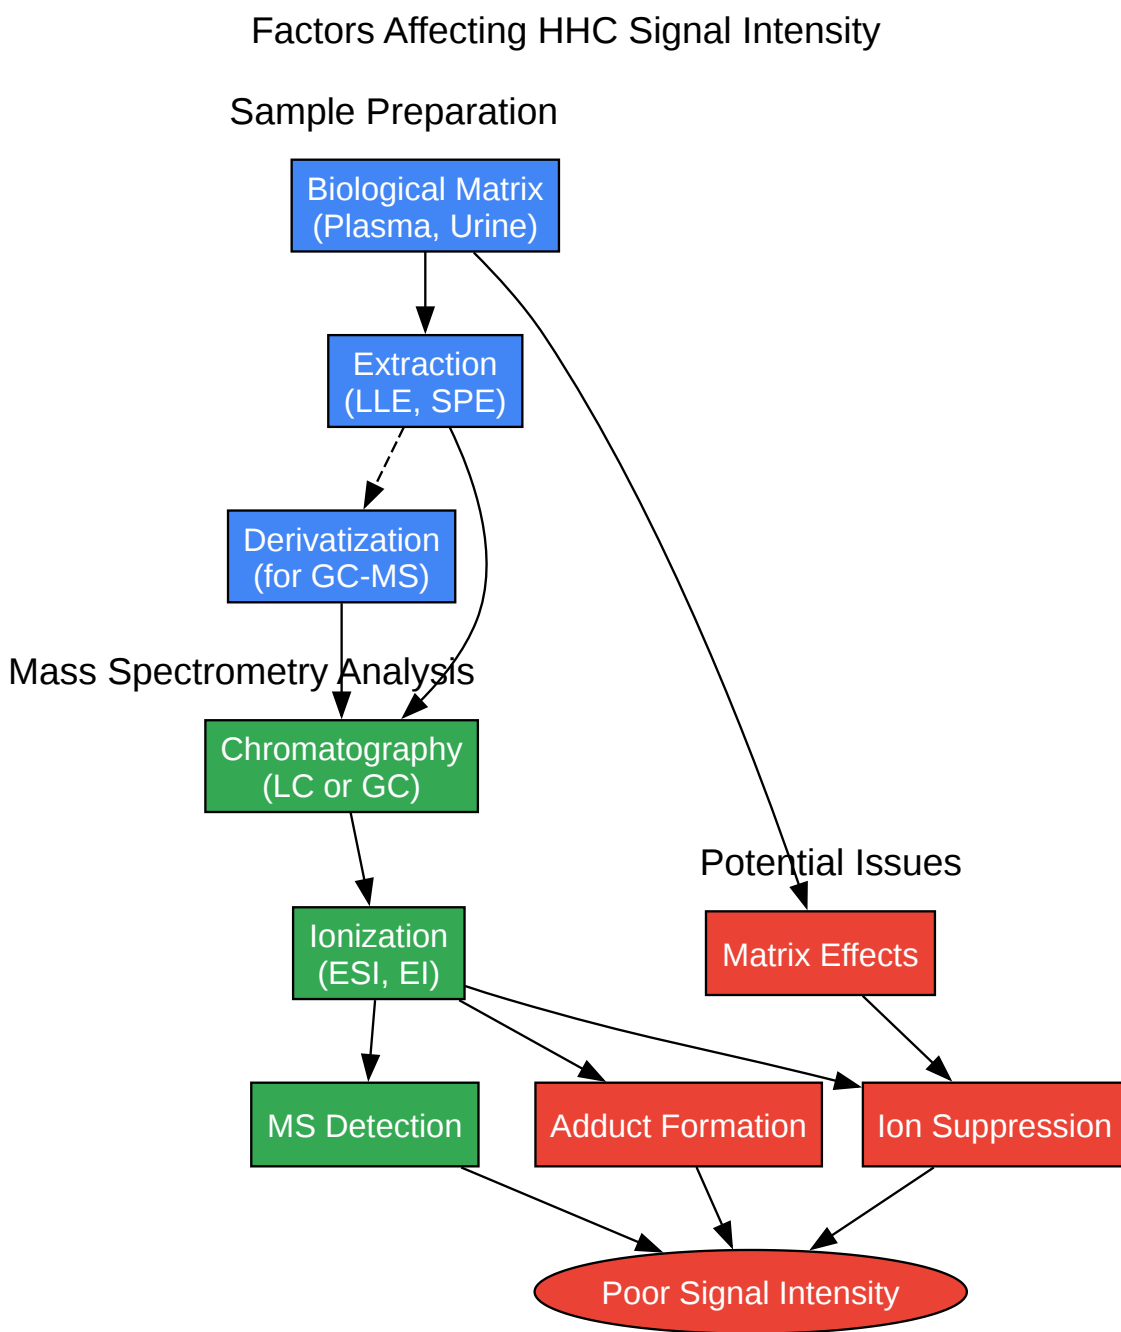 Factors Affecting HHC Signal Intensity
Sample Preparation
Biological Matrix
(Plasma, Urine)
Extraction
(LLE, SPE)
Derivatization
(for GC-MS)
Mass Spectrometry Analysis
Chromatography
(LC or GC)
Potential Issues
Ionization
(ESI, EI)
Matrix Effects
MS Detection
Adduct Formation
Ion Suppression
Poor Signal Intensity